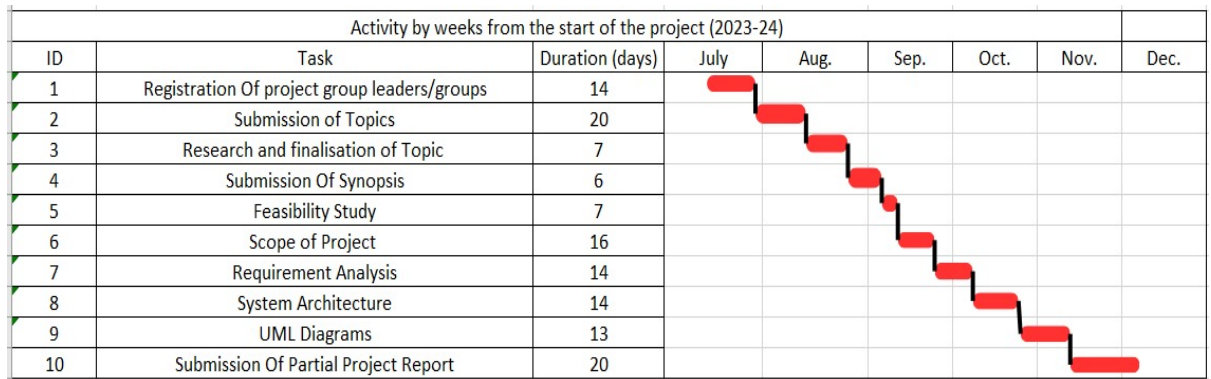 Activity by weeks from the start of the project (2023-24)
ID Task Duration (days) July Aug. Sep. Oct. Nov. Dec.
1 Registration Of project group leaders/groups 14
2 Submission of Topics 20
3 Research and finalisation of Topic 7
4 Submission Of Synopsis 6
5 Feasibility Study 7
6 Scope of Project 16
7 Requirement Analysis 14
8 System Architecture 14
9 UML Diagrams 13
10 Submission Of Partial Project Report 20